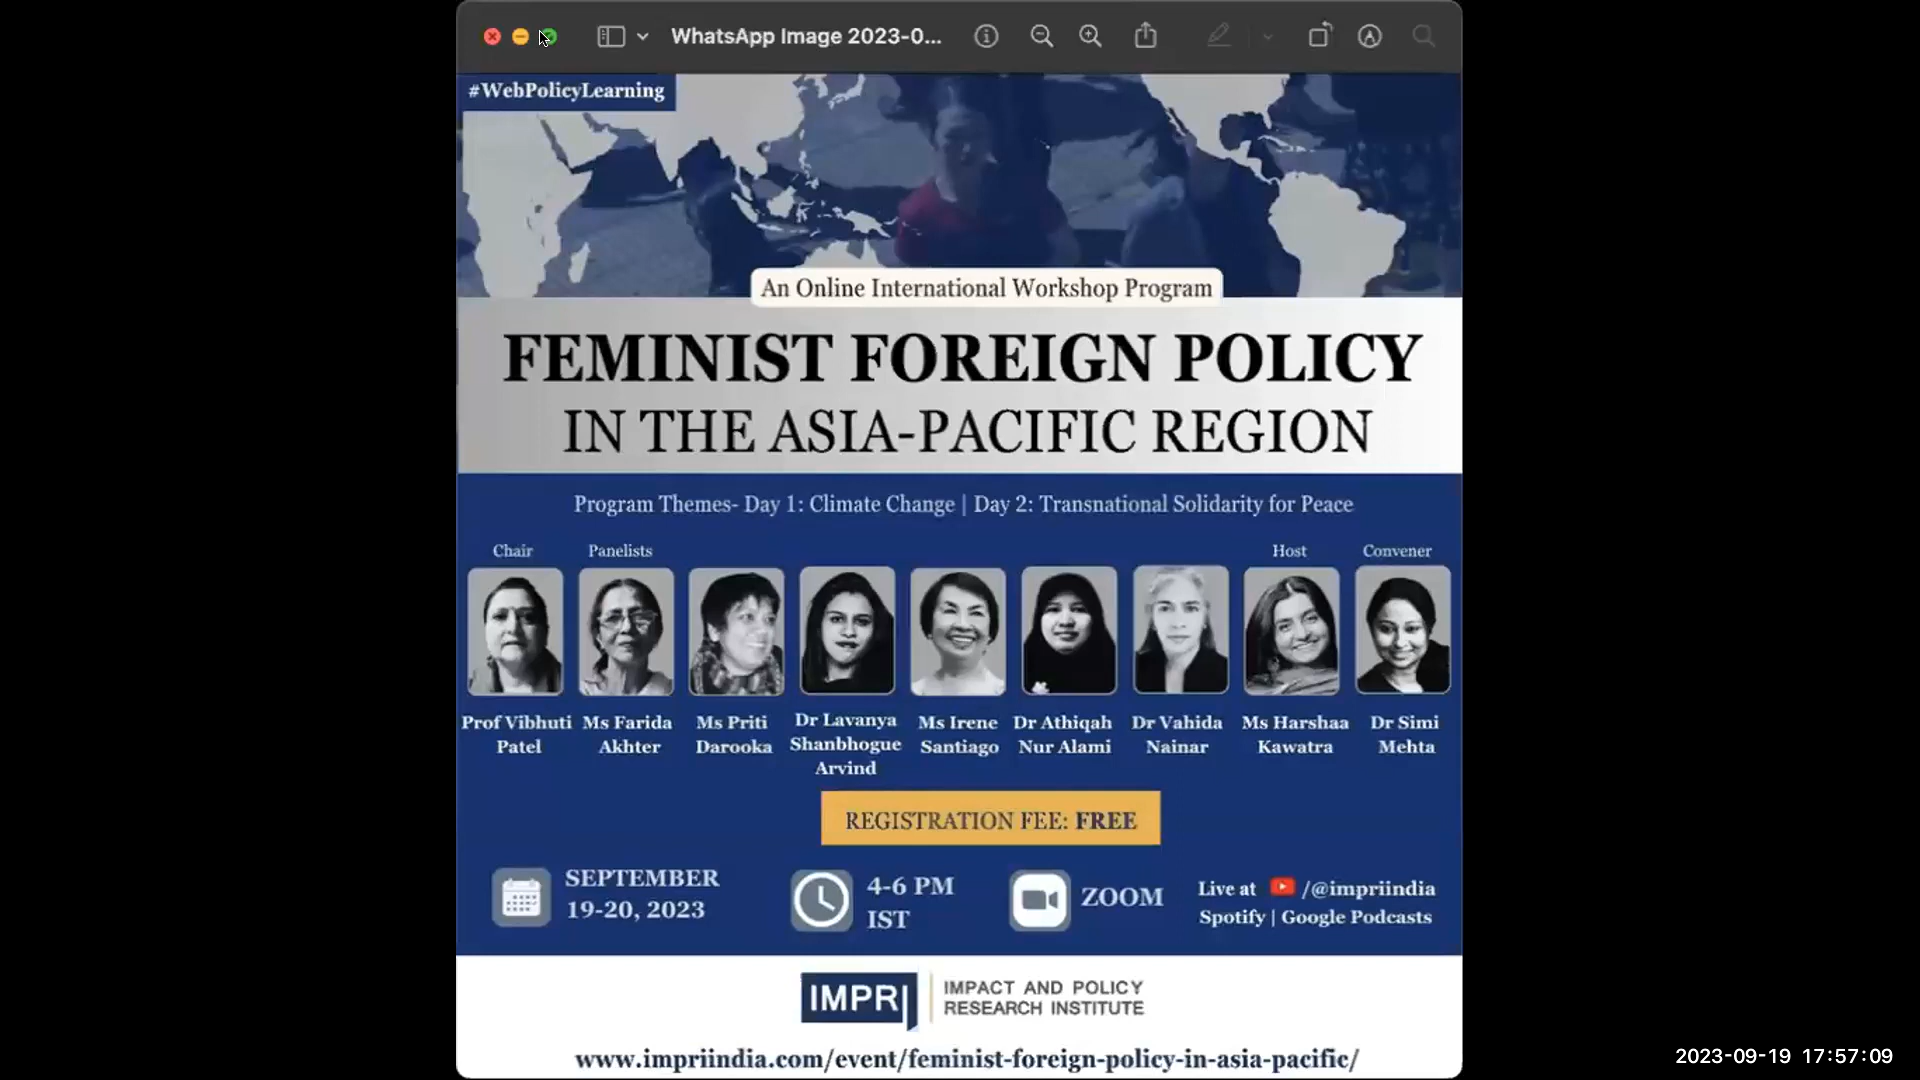 WhatsApp Image 2023-0...
#WebPolicyLearning
An Online International Workshop Program
FEMINIST FOREIGN POLICY
IN THE ASIA-PACIFIC REGION
Program Themes- Day 1: Climate Change | Day 2: Transnational Solidarity for Peace
Chair
Panelists
Host
Convener
Prof Vibhuti
Patel
Ms Farida
Akhter
Ms Priti
Darooka
Dr Lavanya
Shanbhogue
Arvind
Ms Irene
Santiago
Dr Athiqah
Nur Alami
Dr Vahida
Nainar
Ms Harshaa
Kawatra
Dr Simi
Mehta
REGISTRATION FEE: FREE
SEPTEMBER
19-20, 2023
4-6 PM
IST
ZOOM
Live at /@impriindia
Spotify | Google Podcasts
IMPRI
IMPACT AND POLICY
RESEARCH INSTITUTE
www.impriindia.com/event/feminist-foreign-policy-in-asia-pacific/
2023-09-19 17:57:09